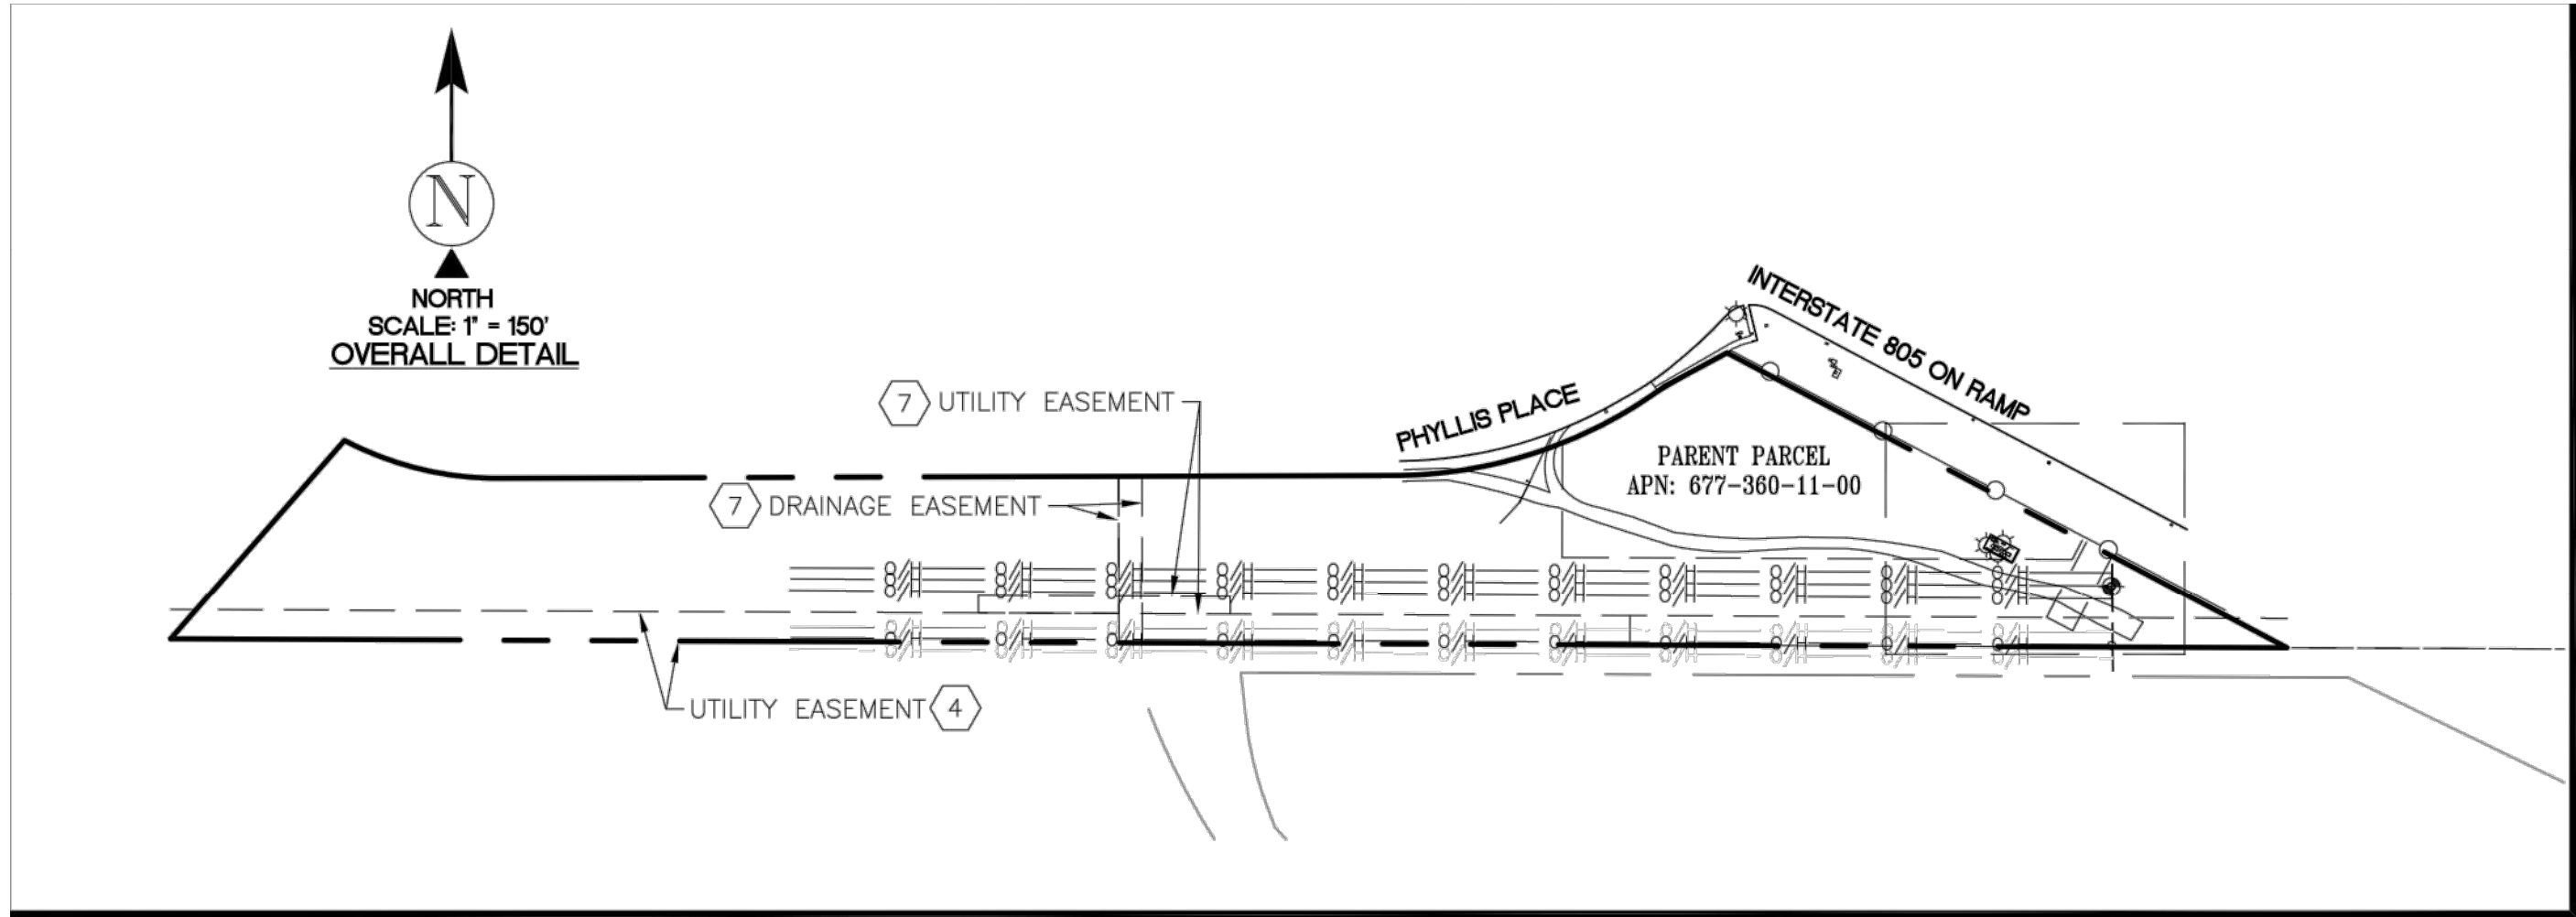 N
NORTH
SCALE: 1" = 150'
OVERALL DETAIL
INTERSTATE 805 ON RAMP
PHYLLIS PLACE
7 UTILITY EASEMENT
PARENT PARCEL
APN: 677-360-11-00
7 DRAINAGE EASEMENT
UTILITY EASEMENT 4